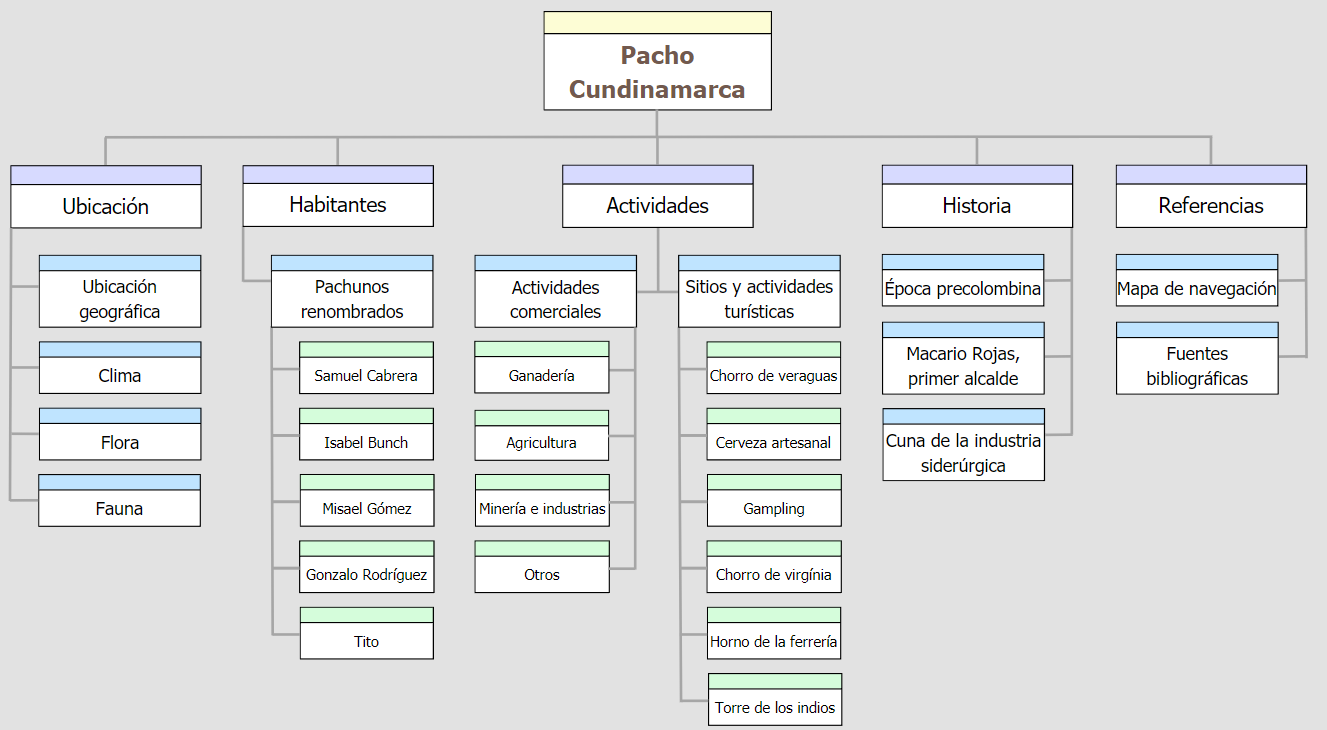 Pacho
Cundinamarca
Ubicación
Habitantes
Actividades
Historia
Referencias
Ubicación
geográfica
Clima
Flora
Fauna
Pachunos
renombrados
Samuel Cabrera
Isabel Bunch
Misael Gómez
Gonzalo Rodríguez
Tito
Actividades
comerciales
Ganadería
Agricultura
Minería e industrias
Otros
Sitios y actividades
turísticas
Chorro de veraguas
Cerveza artesanal
Gampling
Chorro de virgínia
Horno de la ferrería
Torre de los indios
Época precolombina
Macario Rojas,
primer alcalde
Cuna de la industria
siderúrgica
Mapa de navegación
Fuentes
bibliográficas